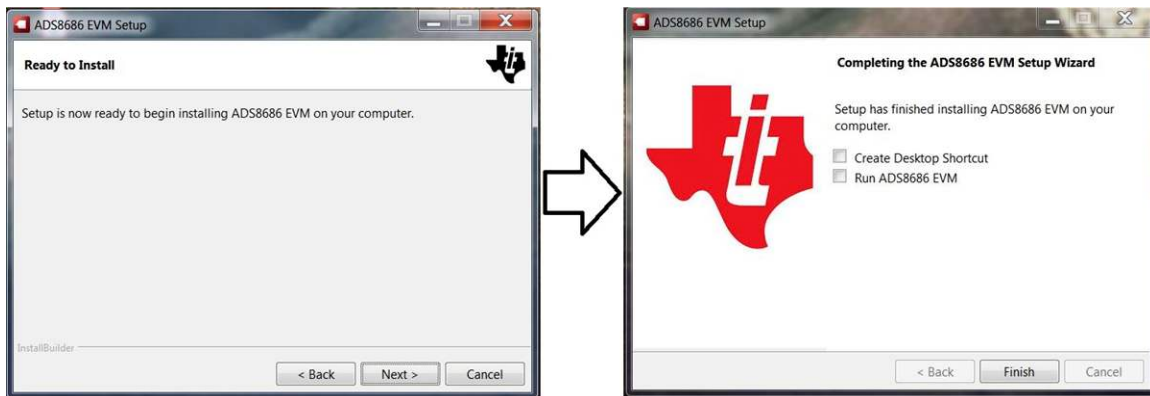 ADS8686 EVM Setup
Ready to Install
Setup is now ready to begin installing ADS8686 EVM on your computer.
InstallBuilder
< Back
Next >
Cancel
ADS8686 EVM Setup
Completing the ADS8686 EVM Setup Wizard
Setup has finished installing ADS8686 EVM on your
computer.
Create Desktop Shortcut
Run ADS8686 EVM
< Back
Finish
Cancel